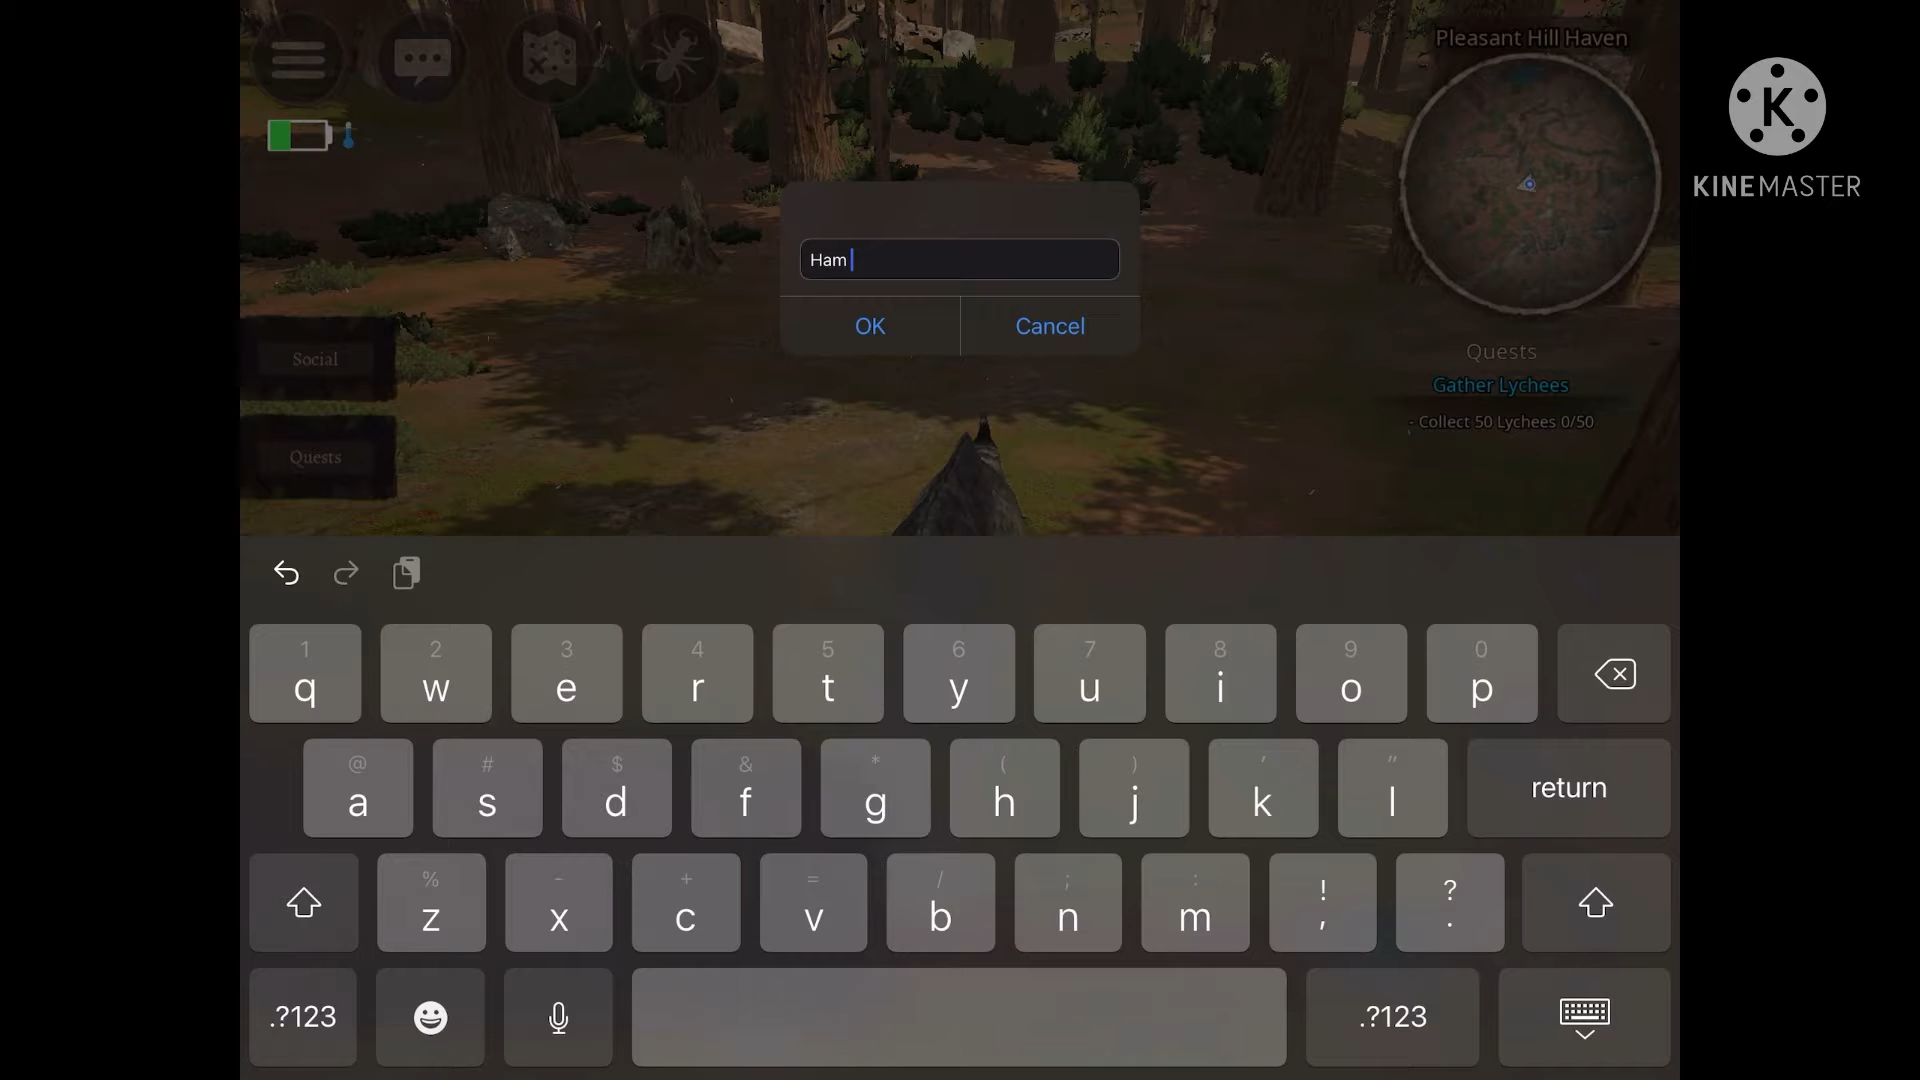 Pleasant Hill Haven
K
KINEMASTER
Ham
OK
Cancel
Social
Quests
Quests
Gather Lychees
- Collect 50 Lychees 0/50
1 2 3 4 5 6 7 8 9 0
q w e r t y u i o p
@ # $ & * ( ) ' "
a s d f g h j k l return
% - + = / ; : ! ?
z x c v b n m , .
.?123 .?123